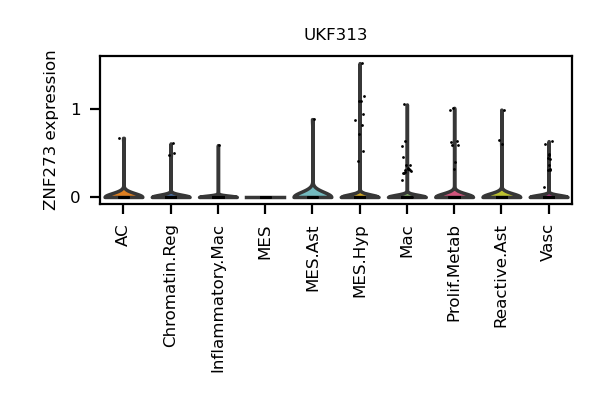 UKF313
ZNF273 expression
1
0
AC
Chromatin.Reg
Inflammatory.Mac
MES
MES.Ast
MES.Hyp
Mac
Prolif.Metab
Reactive.Ast
Vasc